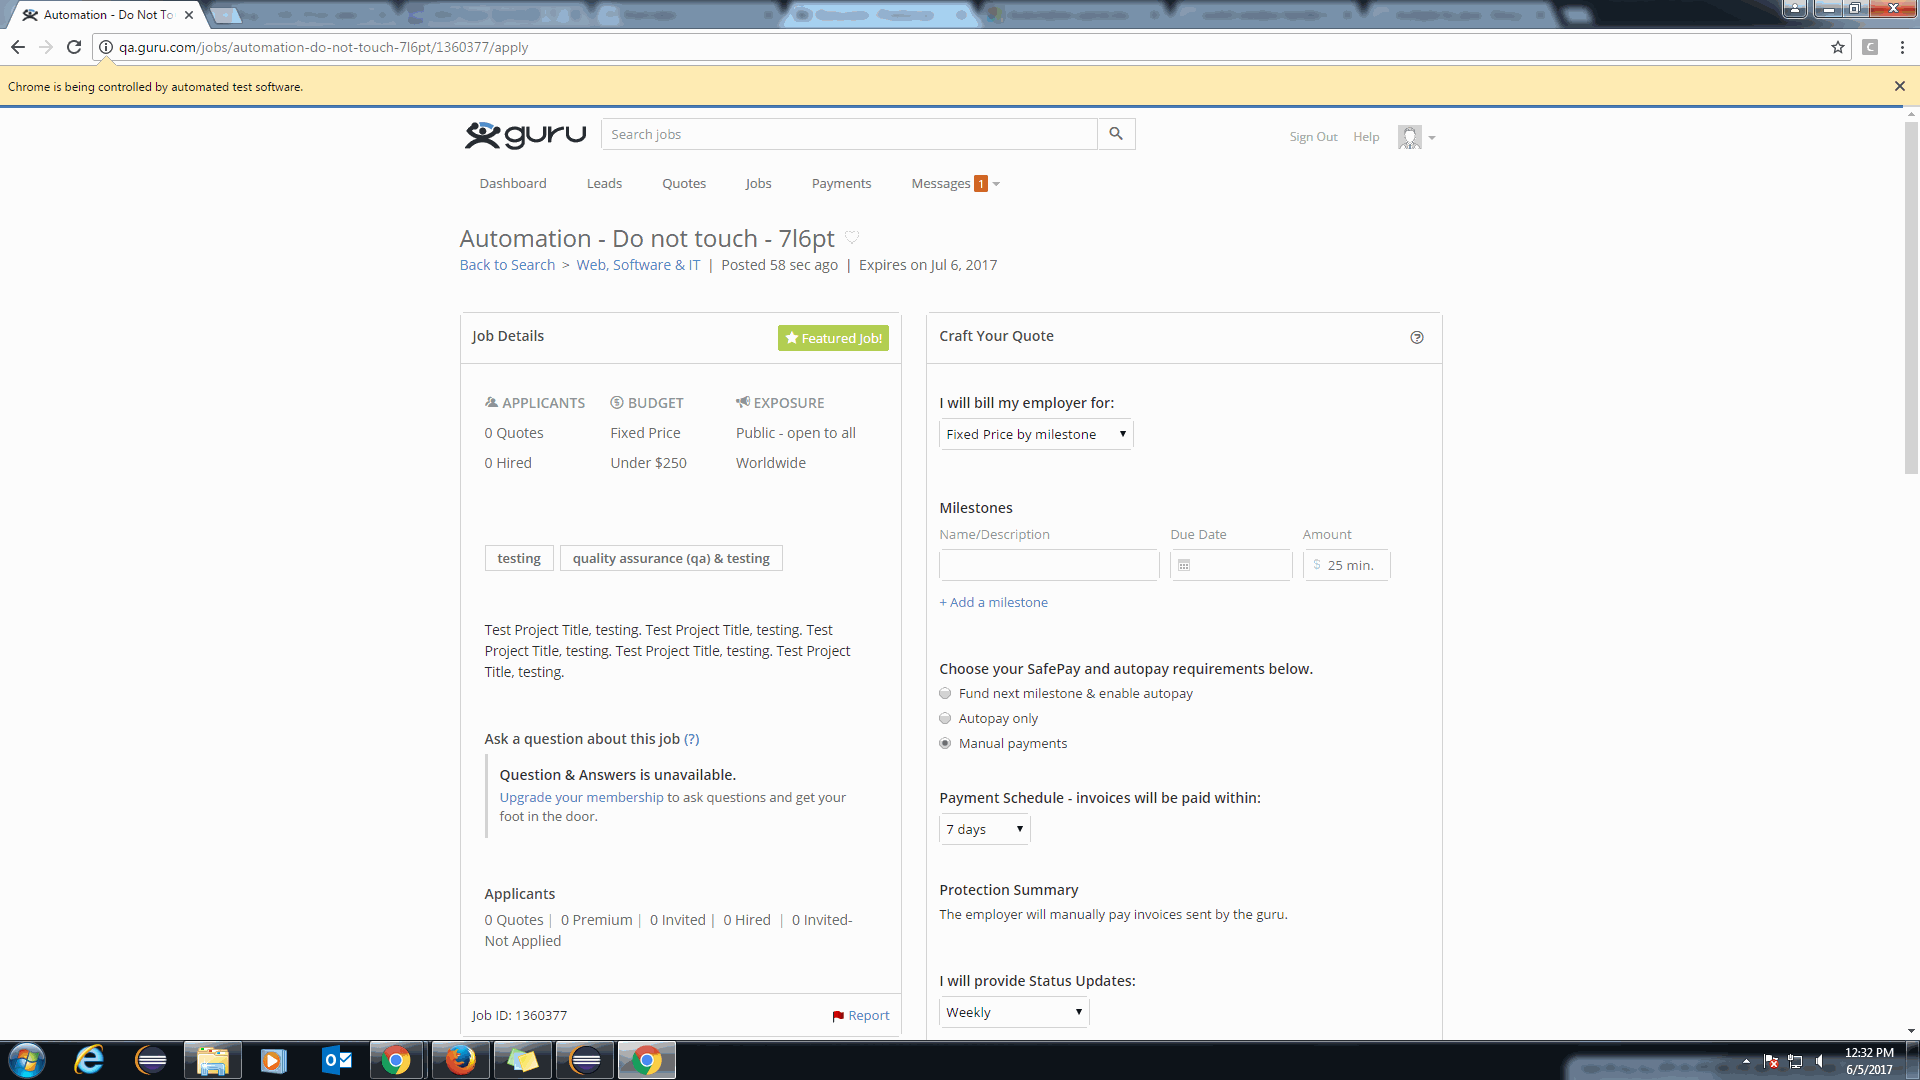 Automation - Do Not To
qa.guru.com/jobs/automation-do-not-touch-7l6pt/1360377/apply
C
Chrome is being controlled by automated test software.
guru
Search jobs
Sign Out Help
Dashboard Leads Quotes Jobs Payments Messages 1
Automation - Do not touch - 7l6pt
Back to Search > Web, Software & IT | Posted 58 sec ago | Expires on Jul 6, 2017
Job Details
Featured Job!
APPLICANTS BUDGET EXPOSURE
0 Quotes Fixed Price Public - open to all
0 Hired Under $250 Worldwide
testing quality assurance (qa) & testing
Test Project Title, testing. Test Project Title, testing. Test
Project Title, testing. Test Project Title, testing. Test Project
Title, testing.
Ask a question about this job (?)
Question & Answers is unavailable.
Upgrade your membership to ask questions and get your
foot in the door.
Applicants
0 Quotes | 0 Premium | 0 Invited | 0 Hired | 0 Invited-
Not Applied
Job ID: 1360377
Report
Craft Your Quote
I will bill my employer for:
Fixed Price by milestone
Milestones
Name/Description Due Date Amount
$ 25 min.
+ Add a milestone
Choose your SafePay and autopay requirements below.
Fund next milestone & enable autopay
Autopay only
Manual payments
Payment Schedule - invoices will be paid within:
7 days
Protection Summary
The employer will manually pay invoices sent by the guru.
I will provide Status Updates:
Weekly
12:32 PM
6/5/2017